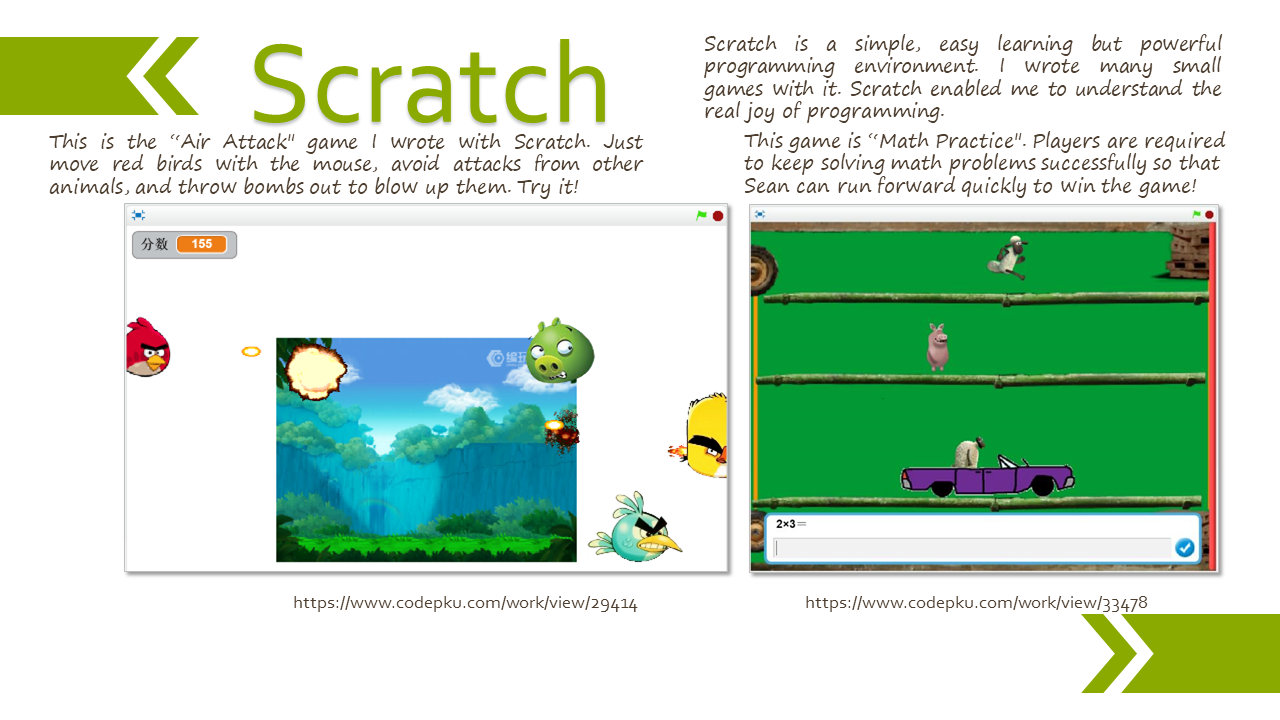 Scratch
Scratch is a simple, easy learning but powerful
programming environment. I wrote many small
games with it. Scratch enabled me to understand the
real joy of programming.
This is the “Air Attack" game I wrote with Scratch. Just
move red birds with the mouse, avoid attacks from other
animals, and throw bombs out to blow up them. Try it!
This game is “Math Practice". Players are required
to keep solving math problems successfully so that
Sean can run forward quickly to win the game!
分数 155
2×3=
https://www.codepku.com/work/view/29414
https://www.codepku.com/work/view/33478